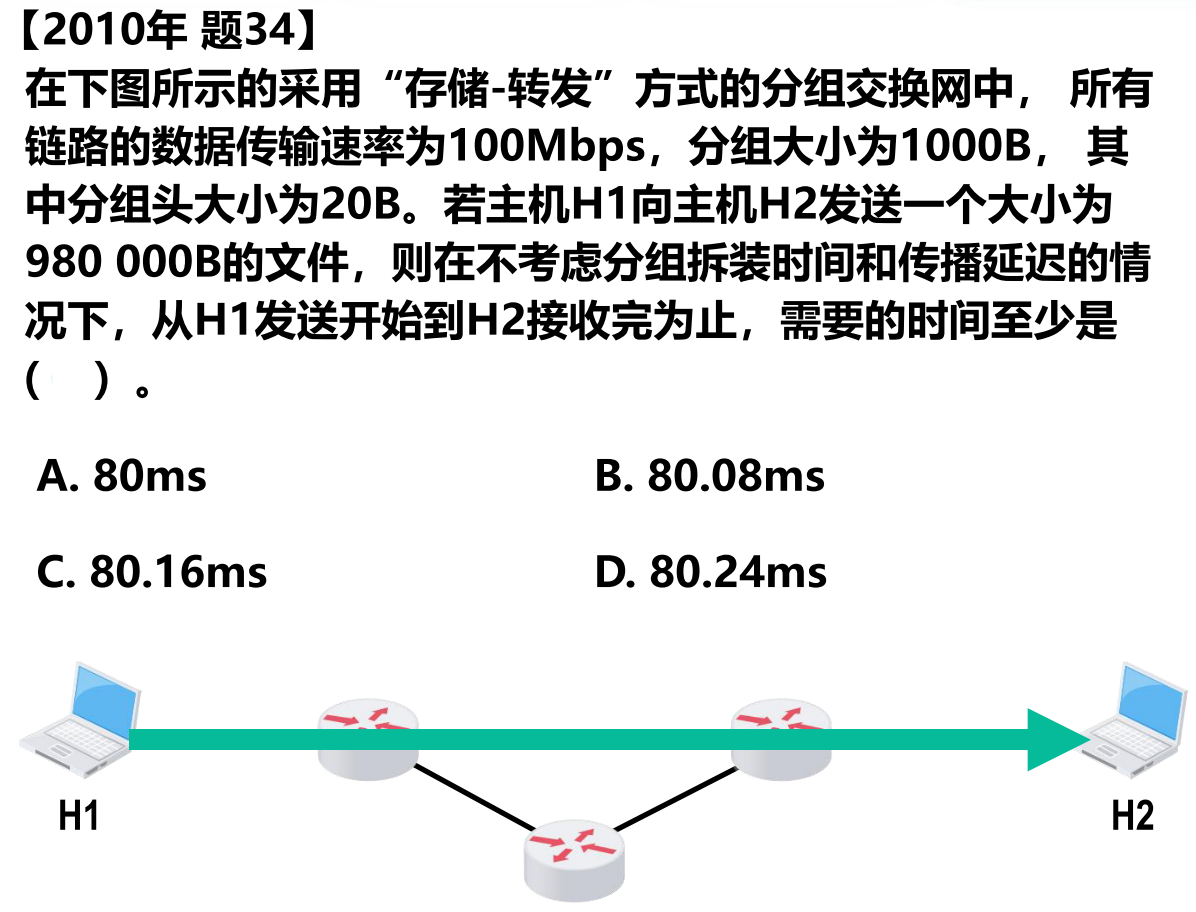 【2010年 题34】
在下图所示的采用“存储-转发”方式的分组交换网中， 所有
链路的数据传输速率为100Mbps，分组大小为1000B， 其
中分组头大小为20B。若主机H1向主机H2发送一个大小为
980 000B的文件，则在不考虑分组拆装时间和传播延迟的情
况下，从H1发送开始到H2接收完为止，需要的时间至少是
( ) 。
A. 80ms
B. 80.08ms
C. 80.16ms
D. 80.24ms
H1
H2